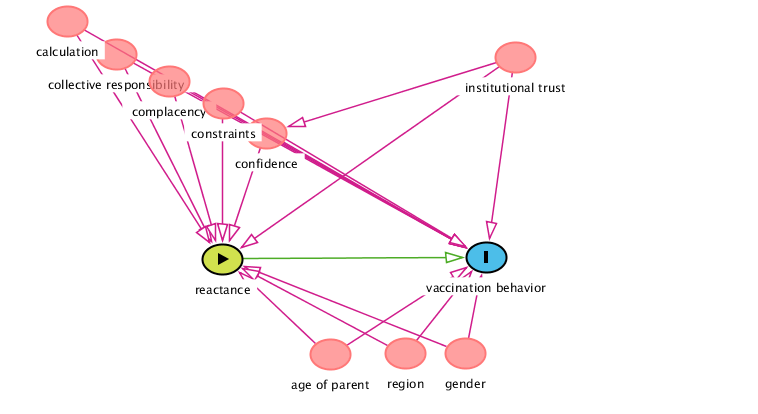 calculation
collective responsibility
complacency
constraints
confidence
institutional trust
reactance
vaccination behavior
age of parent
region
gender